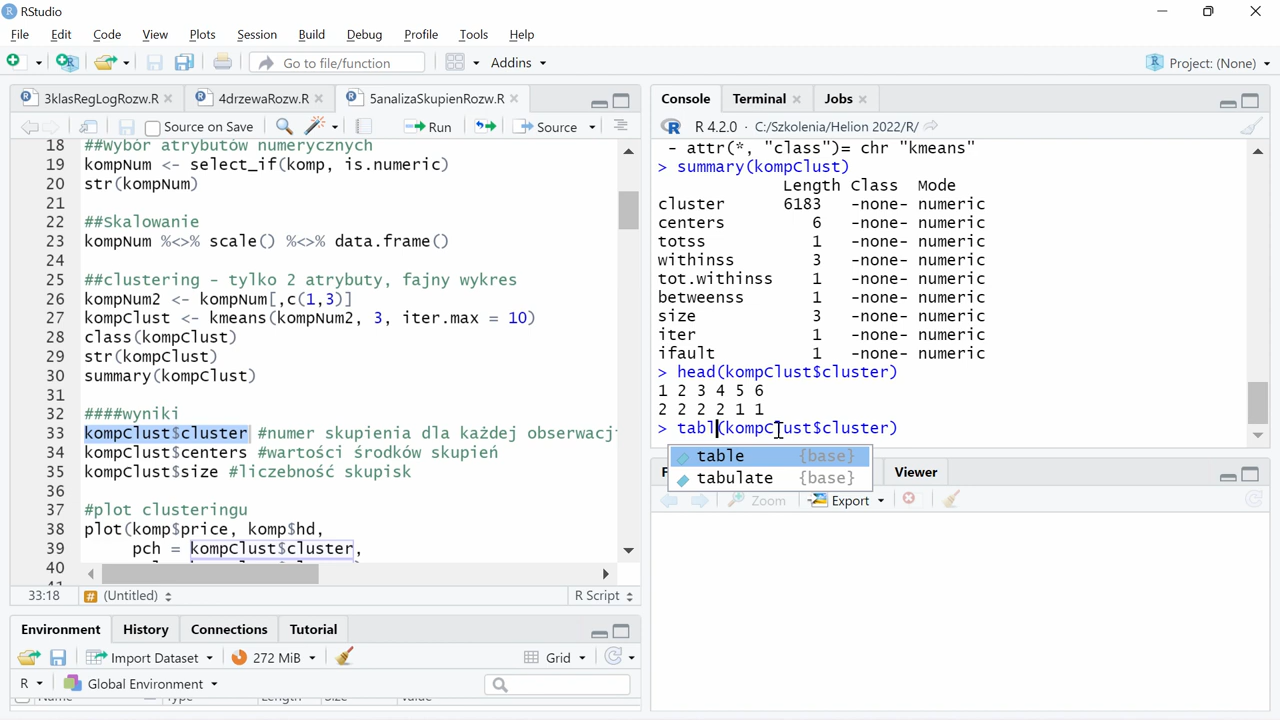 RStudio
File Edit Code View Plots Session Build Debug Profile Tools Help
Go to file/function Addins Project: (None)
3klasRegLogRozw.R 4drzewaRozw.R 5analizaSkupienRozw.R
Source on Save Run Source
18 ##Wybór atrybutów numerycznych
19 kompNum <- select_if(komp, is.numeric)
20 str(kompNum)
21
22 ##Skalowanie
23 kompNum %<>% scale() %<>% data.frame()
24
25 ##clustering - tylko 2 atrybuty, fajny wykres
26 kompNum2 <- kompNum[,c(1,3)]
27 kompClust <- kmeans(kompNum2, 3, iter.max = 10)
28 class(kompClust)
29 str(kompClust)
30 summary(kompClust)
31
32 ####wyniki
33 kompClust$cluster #numer skupienia dla każdej obserwacji
34 kompClust$centers #wartości środków skupień
35 kompClust$size #liczebność skupisk
36
37 #plot clusteringu
38 plot(komp$price, komp$hd,
39 pch = kompClust$cluster,
40
33:18 (Untitled) R Script
Environment History Connections Tutorial
Import Dataset 272 MiB Grid
R Global Environment
Name Type Length Size Value
Console Terminal Jobs
R 4.2.0 · C:/Szkolenia/Helion 2022/R/
- attr(*, "class")= chr "kmeans"
> summary(kompClust)
Length Class Mode
cluster 6183 -none- numeric
centers 6 -none- numeric
totss 1 -none- numeric
withinss 3 -none- numeric
tot.withinss 1 -none- numeric
betweenss 1 -none- numeric
size 3 -none- numeric
iter 1 -none- numeric
ifault 1 -none- numeric
> head(kompClust$cluster)
1 2 3 4 5 6
2 2 2 2 1 1
> tabl(kompClust$cluster)
table {base}
tabulate {base}
Viewer
Zoom Export